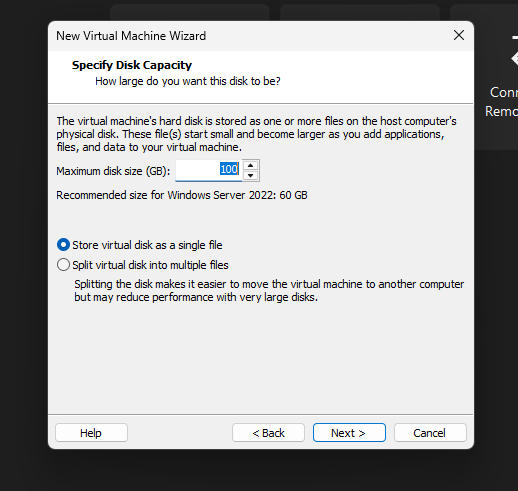 New Virtual Machine Wizard
Specify Disk Capacity
How large do you want this disk to be?
The virtual machine's hard disk is stored as one or more files on the host computer's
physical disk. These file(s) start small and become larger as you add applications,
files, and data to your virtual machine.
Maximum disk size (GB): 100
Recommended size for Windows Server 2022: 60 GB
Store virtual disk as a single file
Split virtual disk into multiple files
Splitting the disk makes it easier to move the virtual machine to another computer
but may reduce performance with very large disks.
Help < Back Next > Cancel